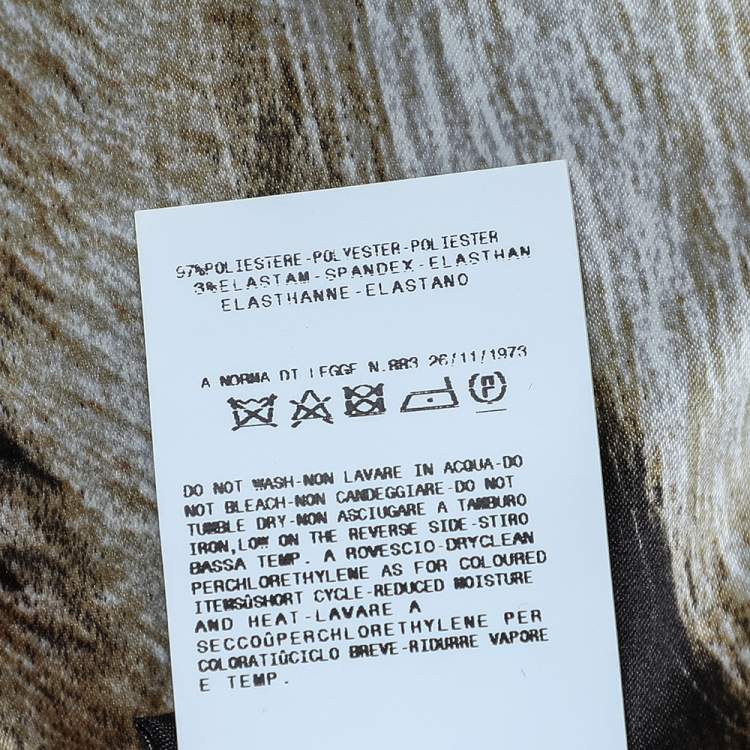 97%POLIESTERE-POLYESTER-POLIESTER
3%ELASTAM-SPANDEX-ELASTHAN
ELASTHANNE-ELASTANO
A NORMA DI LEGGE N.883 26/11/1973
P
DO NOT WASH-NON LAVARE IN ACQUA-DO
NOT BLEACH-NON CANDEGGIARE-DO NOT
TUMBLE DRY-NON ASCIUGARE A TAMBURO
IRON,LOW ON THE REVERSE SIDE-STIRO
BASSA TEMP. A ROVESCIO-DRYCLEAN
PERCHLORETHYLENE AS FOR COLOURED
ITEMSÛSHORT CYCLE-REDUCED MOISTURE
AND HEAT-LAVARE A
SECCOÛPERCHLORETHYLENE PER
COLORATIÛCICLO BREVE-RIDURRE VAPORE
E TEMP.